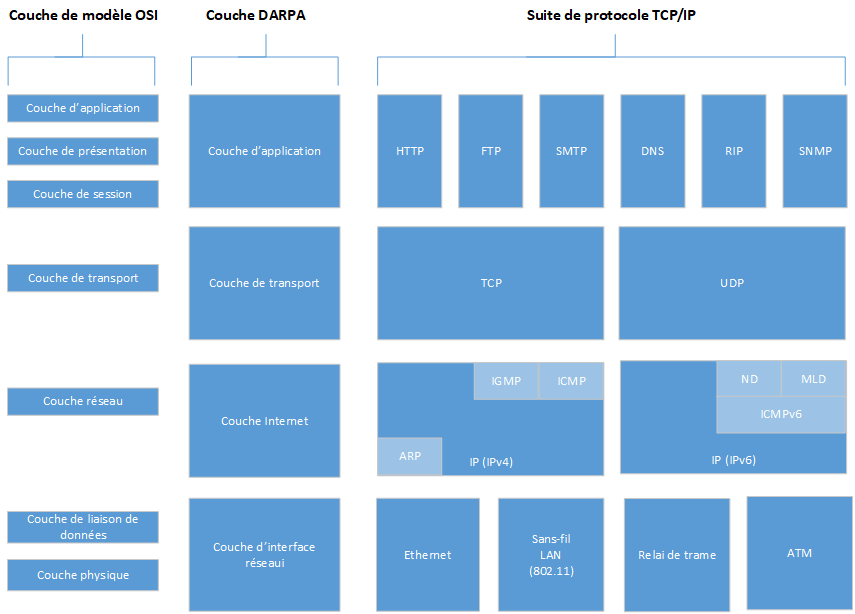 Couche de modèle OSI
Couche DARPA
Suite de protocole TCP/IP
Couche d'application
Couche de présentation
Couche de session
Couche d'application
HTTP
FTP
SMTP
DNS
RIP
SNMP
Couche de transport
Couche de transport
TCP
UDP
Couche réseau
Couche Internet
IGMP
ICMP
ARP
IP (IPv4)
ND
MLD
ICMPv6
IP (IPv6)
Couche de liaison de
données
Couche physique
Couche d'interface
réseaui
Ethernet
Sans-fil
LAN
(802.11)
Relai de trame
ATM